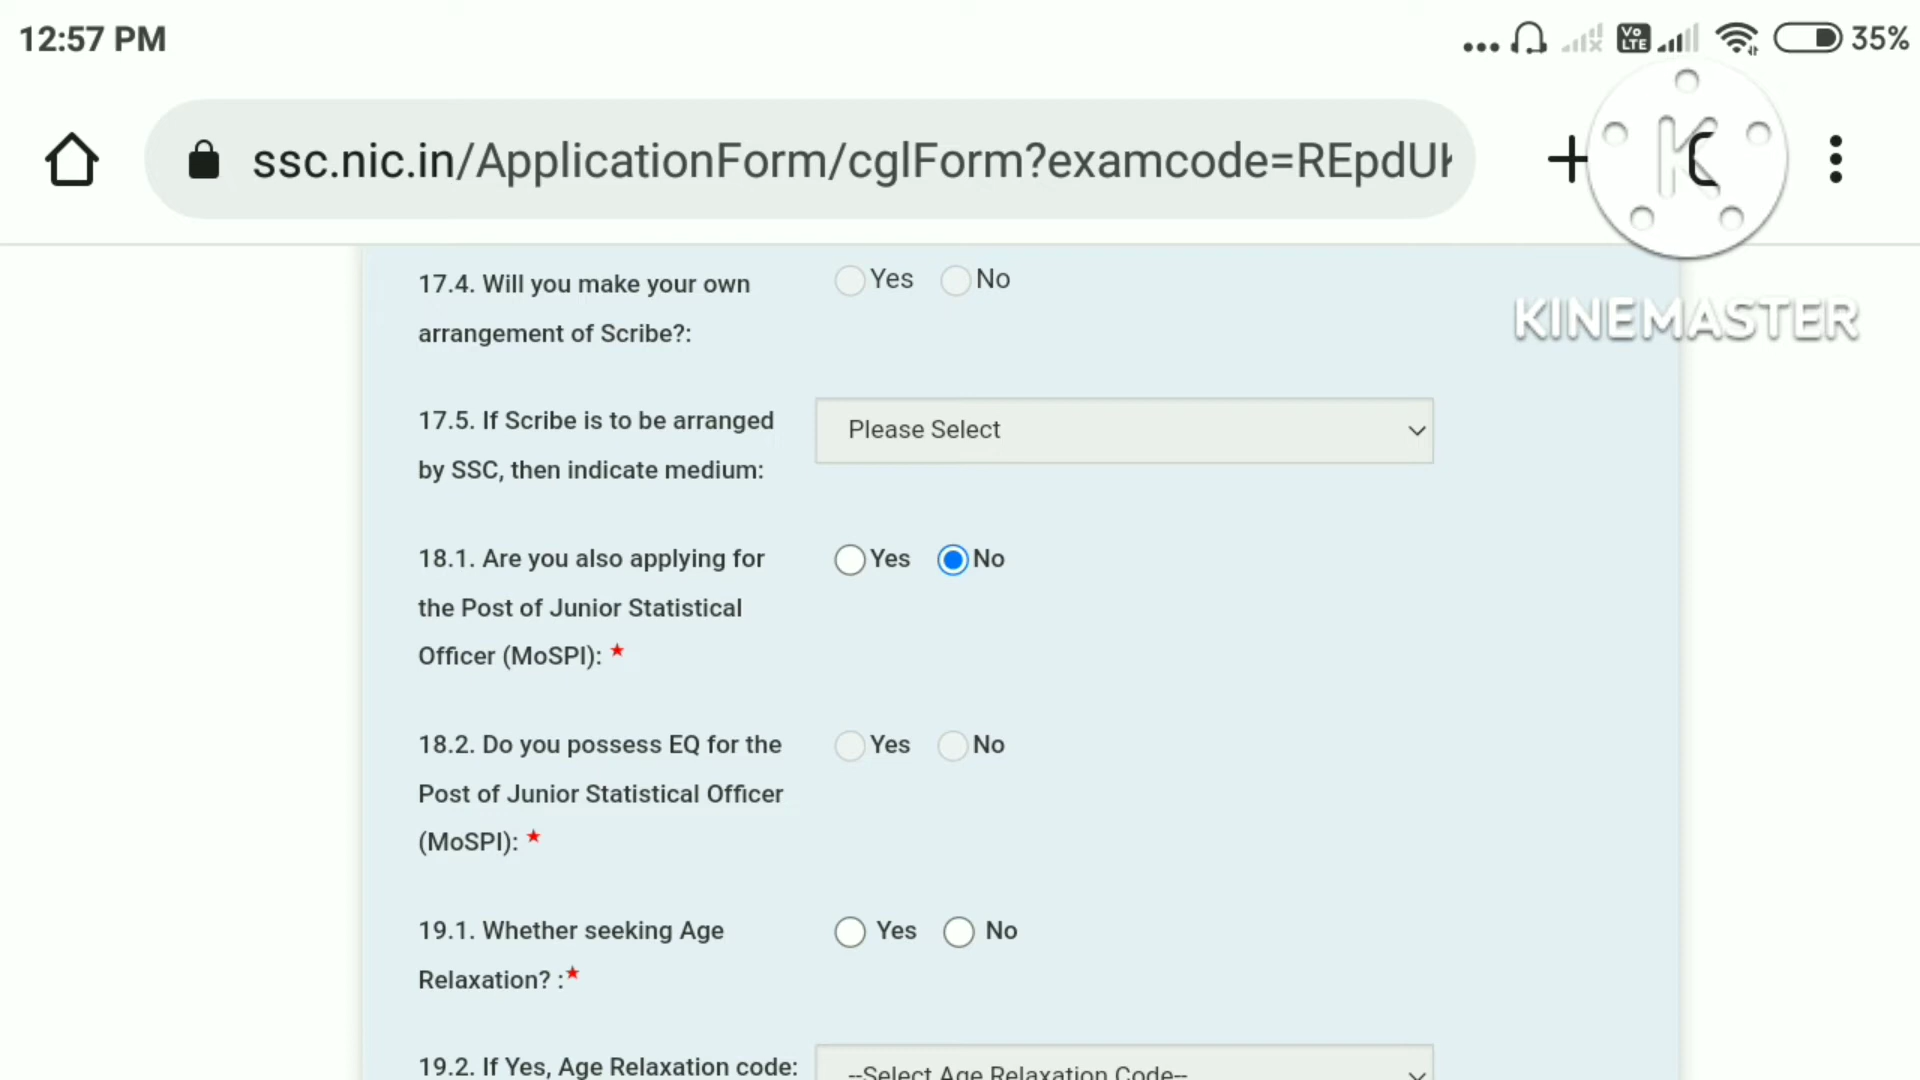 12:57 PM
Vo LTE
35%
ssc.nic.in/ApplicationForm/cglForm?examcode=REpdU
K
KINEMASTER
17.4. Will you make your own
arrangement of Scribe?:
Yes No
17.5. If Scribe is to be arranged
by SSC, then indicate medium:
Please Select
18.1. Are you also applying for
the Post of Junior Statistical
Officer (MoSPI): *
Yes No
18.2. Do you possess EQ for the
Post of Junior Statistical Officer
(MoSPI): *
Yes No
19.1. Whether seeking Age
Relaxation? :*
Yes No
19.2. If Yes, Age Relaxation code:
--Select Age Relaxation Code--